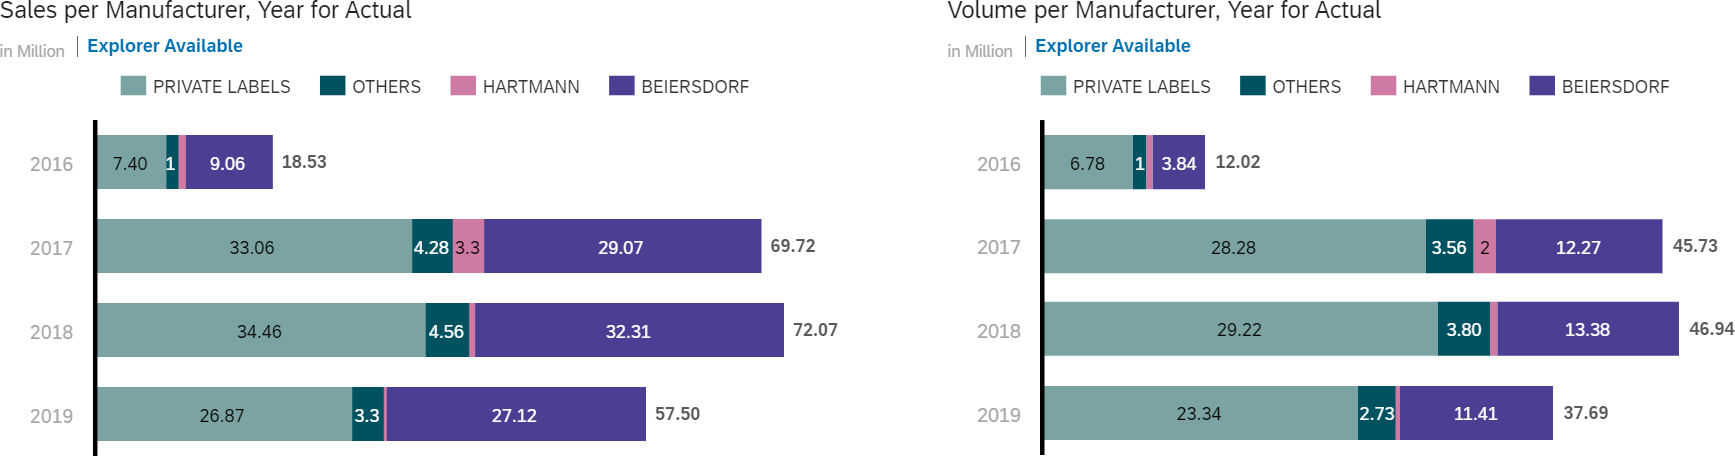 Sales per Manufacturer, Year for Actual
in Million | Explorer Available
PRIVATE LABELS OTHERS HARTMANN BEIERSDORF
2016 7.40 1 9.06 18.53
2017 33.06 4.28 3.3 29.07 69.72
2018 34.46 4.56 32.31 72.07
2019 26.87 3.3 27.12 57.50
Volume per Manufacturer, Year for Actual
in Million | Explorer Available
PRIVATE LABELS OTHERS HARTMANN BEIERSDORF
2016 6.78 1 3.84 12.02
2017 28.28 3.56 2 12.27 45.73
2018 29.22 3.80 13.38 46.94
2019 23.34 2.73 11.41 37.69